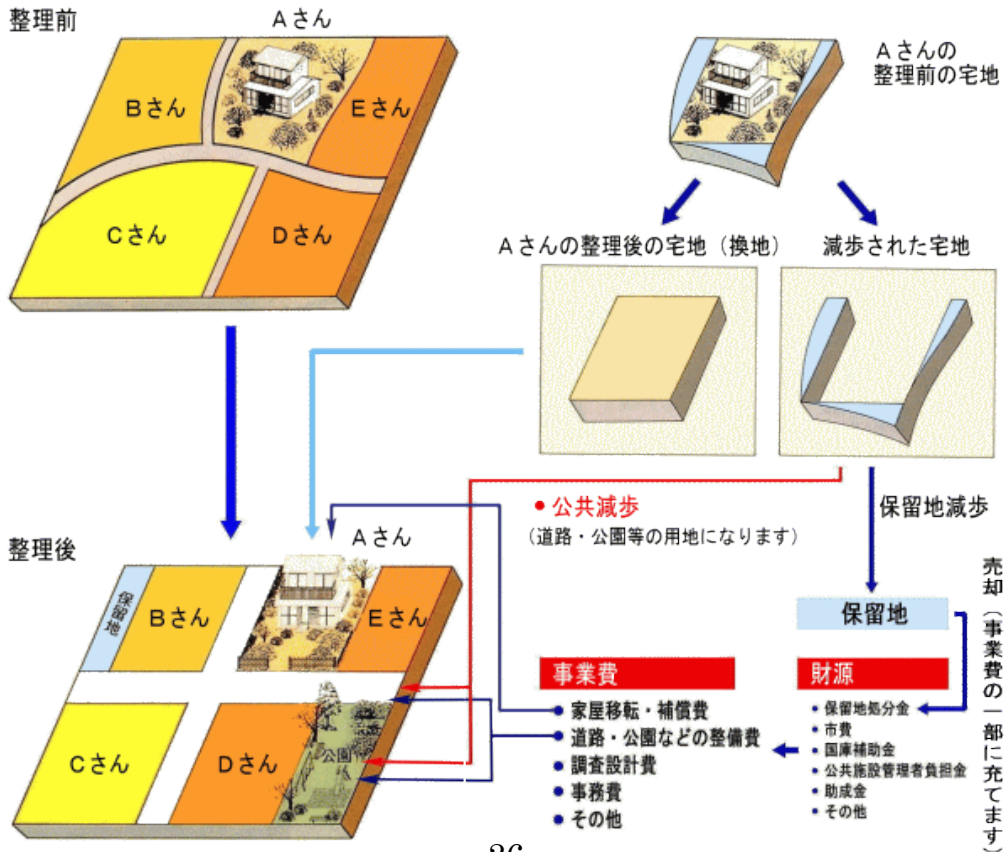 整理前
Aさん
Bさん
Eさん
Cさん
Dさん
Aさんの
整理前の宅地
Aさんの整理後の宅地（換地）
減歩された宅地
●公共減歩
（道路・公園等の用地になります）
保留地減歩
整理後
Aさん
保留地
Bさん
Eさん
Cさん
Dさん
公園
保留地
売却（事業費の一部に充てます）
事業費
●家屋移転・補償費
●道路・公園などの整備費
●調査設計費
●事務費
●その他
財源
・保留地処分金
・市費
・国庫補助金
・公共施設管理者負担金
・助成金
・その他